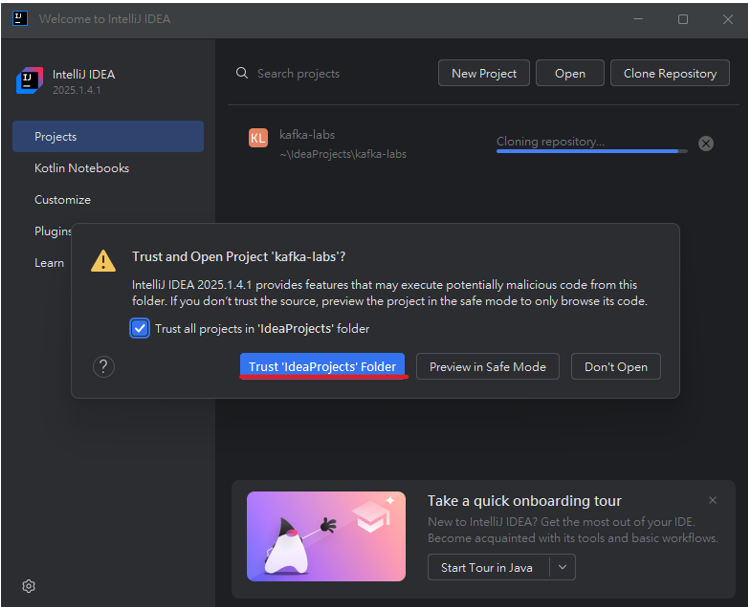 IJ
Welcome to IntelliJ IDEA
IJ
IntelliJ IDEA
2025.1.4.1
Search projects
New Project
Open
Clone Repository
Projects
Kotlin Notebooks
Customize
Plugins
Learn
KL
kafka-labs
~\IdeaProjects\kafka-labs
Cloning repository...
Trust and Open Project 'kafka-labs'?
IntelliJ IDEA 2025.1.4.1 provides features that may execute potentially malicious code from this
folder. If you don't trust the source, preview the project in the safe mode to only browse its code.
Trust all projects in 'IdeaProjects' folder
?
Trust 'IdeaProjects' Folder
Preview in Safe Mode
Don't Open
Take a quick onboarding tour
New to IntelliJ IDEA? Get the most out of your IDE.
Become acquainted with its tools and basic workflows.
Start Tour in Java